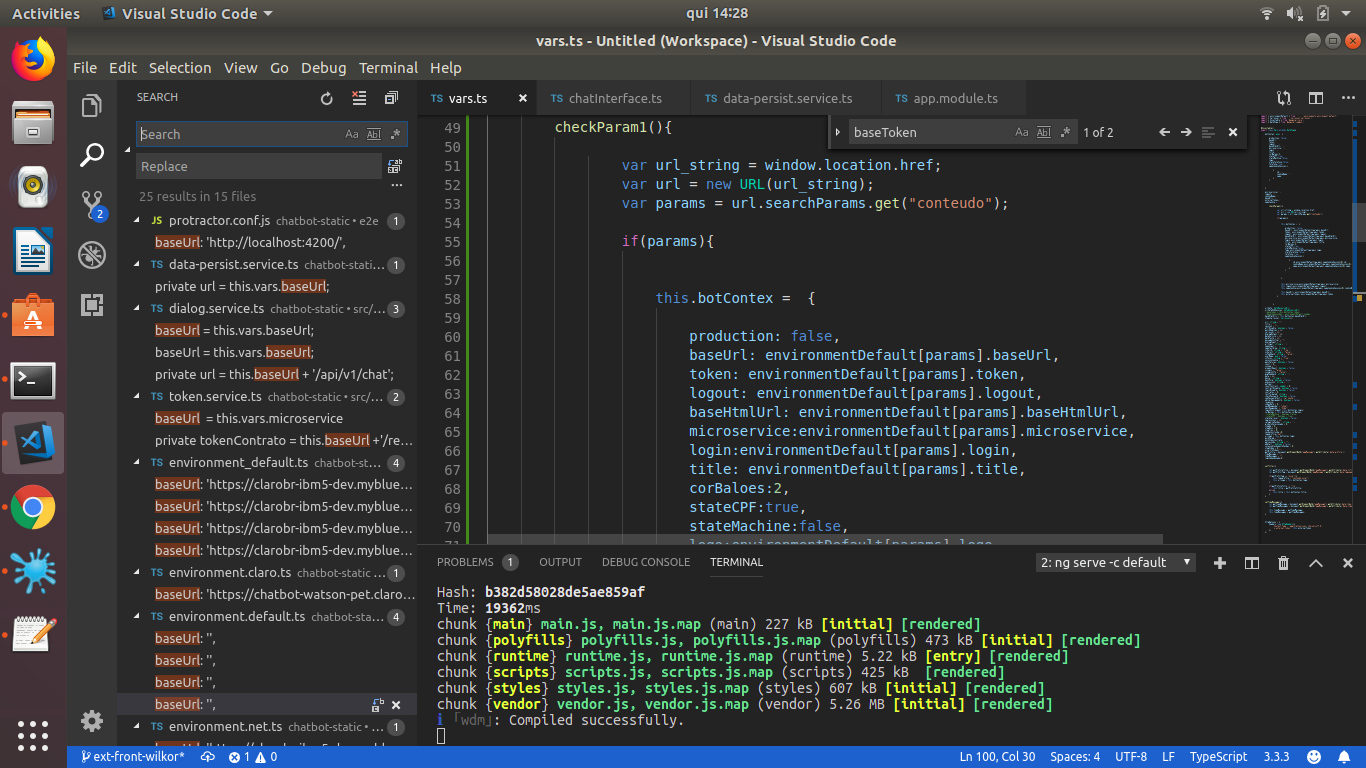 Activities Visual Studio Code qui 14:28
vars.ts - Untitled (Workspace) - Visual Studio Code
File Edit Selection View Go Debug Terminal Help
SEARCH
Search Aa Abl .*
Replace
25 results in 15 files
JS protractor.conf.js chatbot-static • e2e 1
baseUrl: 'http://localhost:4200/',
TS data-persist.service.ts chatbot-stati... 1
private url = this.vars.baseUrl;
TS dialog.service.ts chatbot-static • src/... 3
baseUrl = this.vars.baseUrl;
baseUrl = this.vars.baseUrl;
private url = this.baseUrl + '/api/v1/chat';
TS token.service.ts chatbot-static • src/... 2
baseUrl = this.vars.microservice
private tokenContrato = this.baseUrl +'/re...
TS environment_default.ts chatbot-st... 4
baseUrl: 'https://clarobr-ibm5-dev.myblue...
baseUrl: 'https://clarobr-ibm5-dev.myblue...
baseUrl: 'https://clarobr-ibm5-dev.myblue...
baseUrl: 'https://clarobr-ibm5-dev.myblue...
TS environment.claro.ts chatbot-static ... 1
baseUrl: 'https://chatbot-watson-pet.claro...
TS environment.default.ts chatbot-sta... 4
baseUrl: '',
baseUrl: '',
baseUrl: '',
baseUrl: '',
TS environment.net.ts chatbot-static • ... 1
2
TS vars.ts TS chatInterface.ts TS data-persist.service.ts TS app.module.ts
baseToken Aa Abl .* 1 of 2
49 checkParam1(){
50
51 var url_string = window.location.href;
52 var url = new URL(url_string);
53 var params = url.searchParams.get("conteudo");
54
55 if(params){
56
57
58 this.botContex = {
59
60 production: false,
61 baseUrl: environmentDefault[params].baseUrl,
62 token: environmentDefault[params].token,
63 logout: environmentDefault[params].logout,
64 baseHtmlUrl: environmentDefault[params].baseHtmlUrl,
65 microservice:environmentDefault[params].microservice,
66 login:environmentDefault[params].login,
67 title: environmentDefault[params].title,
68 corBaloes:2,
69 stateCPF:true,
70 stateMachine:false,
71 logo:environmentDefault[params].logo
PROBLEMS 1 OUTPUT DEBUG CONSOLE TERMINAL 2: ng serve -c default
Hash: b382d58028de5ae859af
Time: 19362ms
chunk {main} main.js, main.js.map (main) 227 kB [initial] [rendered]
chunk {polyfills} polyfills.js, polyfills.js.map (polyfills) 473 kB [initial] [rendered]
chunk {runtime} runtime.js, runtime.js.map (runtime) 5.22 kB [entry] [rendered]
chunk {scripts} scripts.js, scripts.js.map (scripts) 425 kB [rendered]
chunk {styles} styles.js, styles.js.map (styles) 607 kB [initial] [rendered]
chunk {vendor} vendor.js, vendor.js.map (vendor) 5.26 MB [initial] [rendered]
ℹ ｢wdm｣: Compiled successfully.
ext-front-wilkor* 1 0 Ln 100, Col 30 Spaces: 4 UTF-8 LF TypeScript 3.3.3